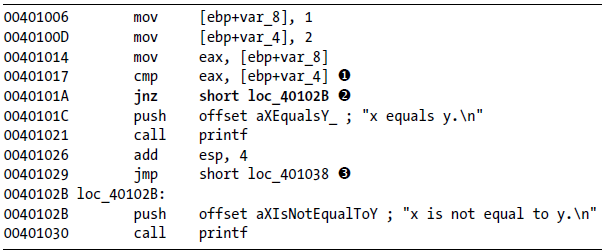 00401006 mov [ebp+var_8], 1
0040100D mov [ebp+var_4], 2
00401014 mov eax, [ebp+var_8]
00401017 cmp eax, [ebp+var_4] ❶
0040101A jnz short loc_40102B ❷
0040101C push offset aXEqualsY_ ; "x equals y.\n"
00401021 call printf
00401026 add esp, 4
00401029 jmp short loc_401038 ❸
0040102B loc_40102B:
0040102B push offset aXIsNotEqualToY ; "x is not equal to y.\n"
00401030 call printf